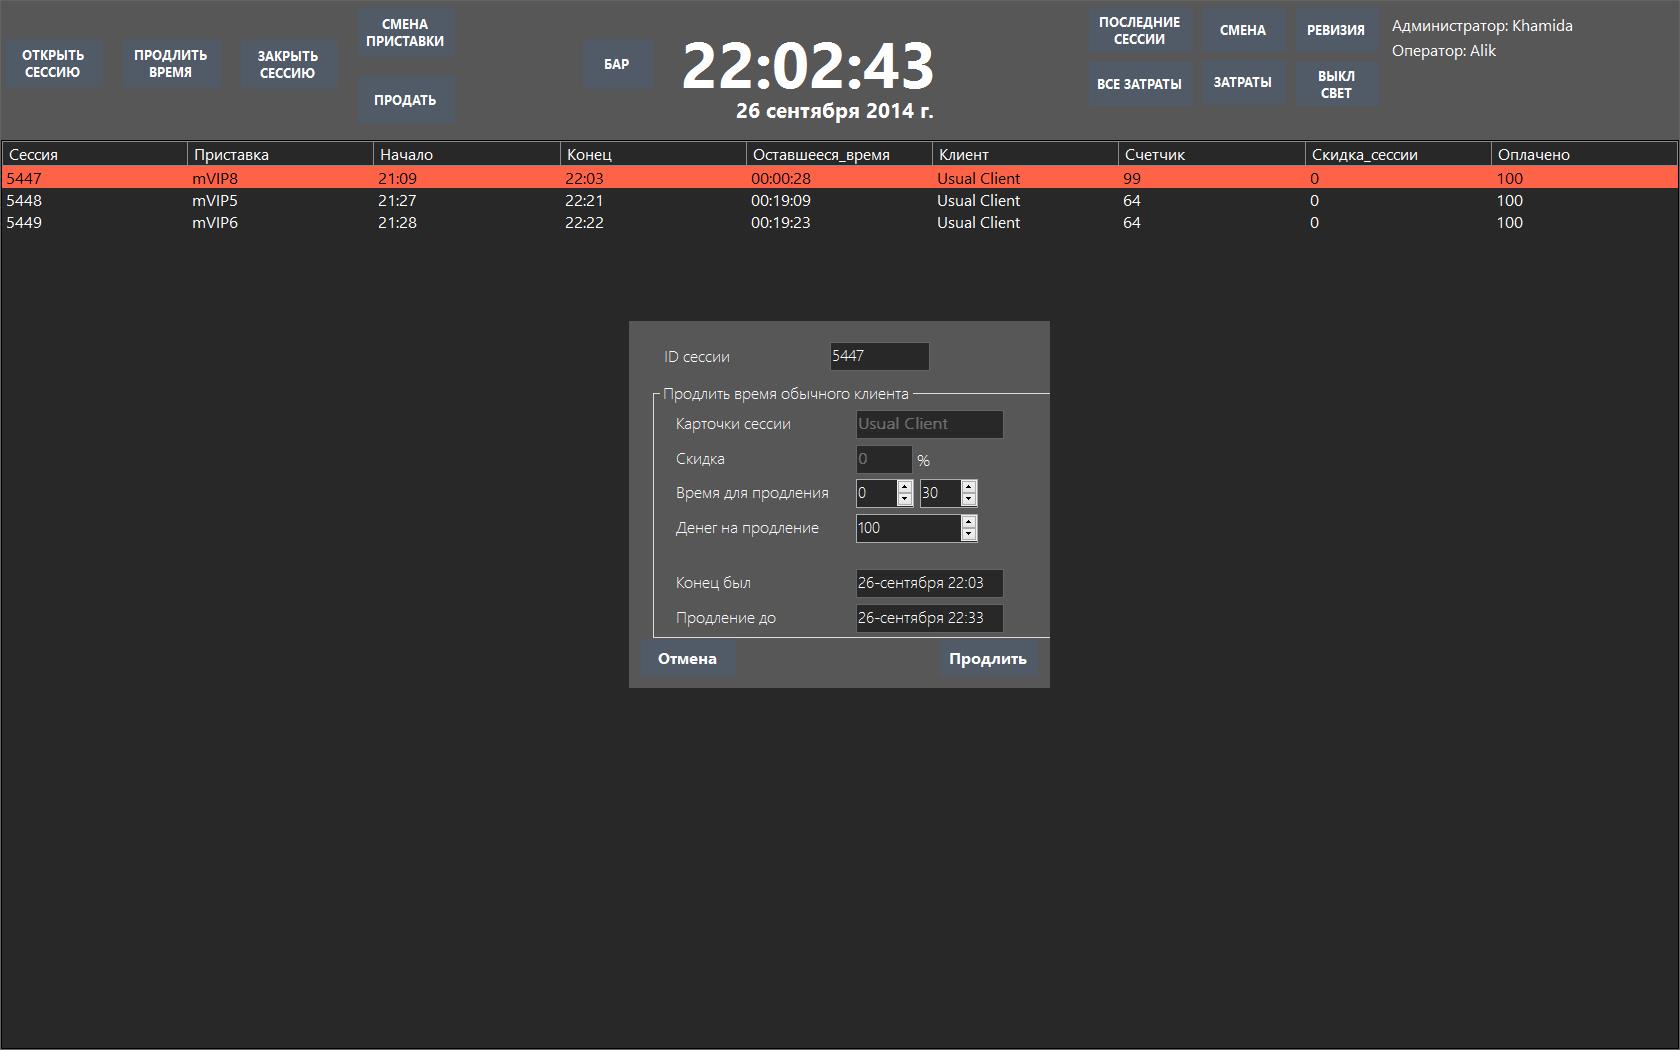 ОТКРЫТЬ
СЕССИЮ
ПРОДЛИТЬ
ВРЕМЯ
ЗАКРЫТЬ
СЕССИЮ
СМЕНА
ПРИСТАВКИ
ПРОДАТЬ
БАР
22:02:43
26 сентября 2014 г.
ПОСЛЕДНИЕ
СЕССИИ
СМЕНА
РЕВИЗИЯ
ВСЕ ЗАТРАТЫ
ЗАТРАТЫ
ВЫКЛ
СВЕТ
Администратор: Khamida
Оператор: Alik
Сессия Приставка Начало Конец Оставшееся_время Клиент Счетчик Скидка_сессии Оплачено
5447 mVIP8 21:09 22:03 00:00:28 Usual Client 99 0 100
5448 mVIP5 21:27 22:21 00:19:09 Usual Client 64 0 100
5449 mVIP6 21:28 22:22 00:19:23 Usual Client 64 0 100
ID сессии 5447
Продлить время обычного клиента
Карточки сессии Usual Client
Скидка 0 %
Время для продления 0 30
Денег на продление 100
Конец был 26-сентября 22:03
Продление до 26-сентября 22:33
Отмена Продлить